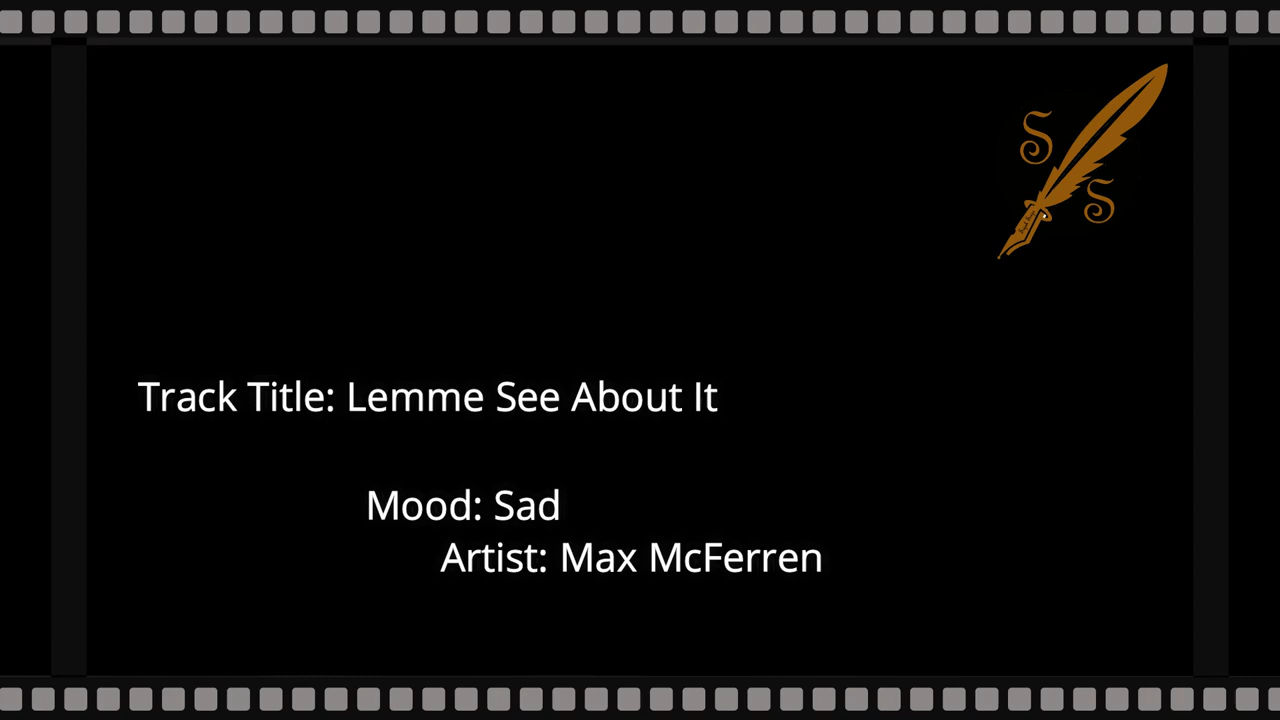 S
S
Track Title: Lemme See About It
Mood: Sad
Artist: Max McFerren